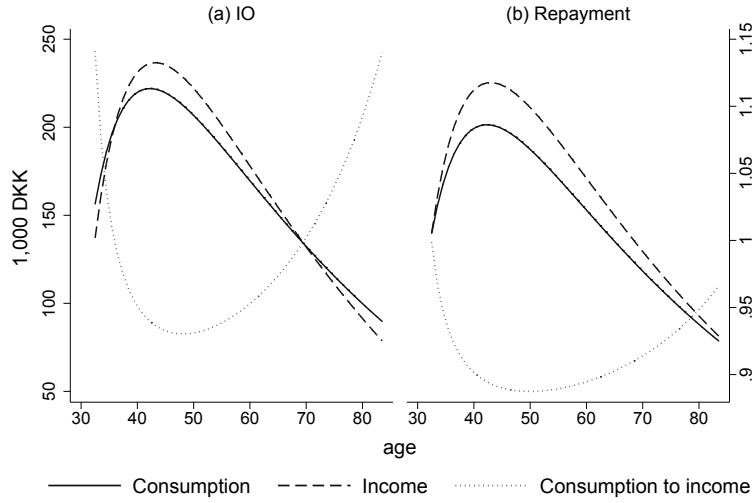 (a) IO
(b) Repayment
250
200
150
100
50
1,000 DKK
1.15
1.1
1.05
1
.95
.9
30 40 50 60 70 80
30 40 50 60 70 80
age
Consumption Income Consumption to income